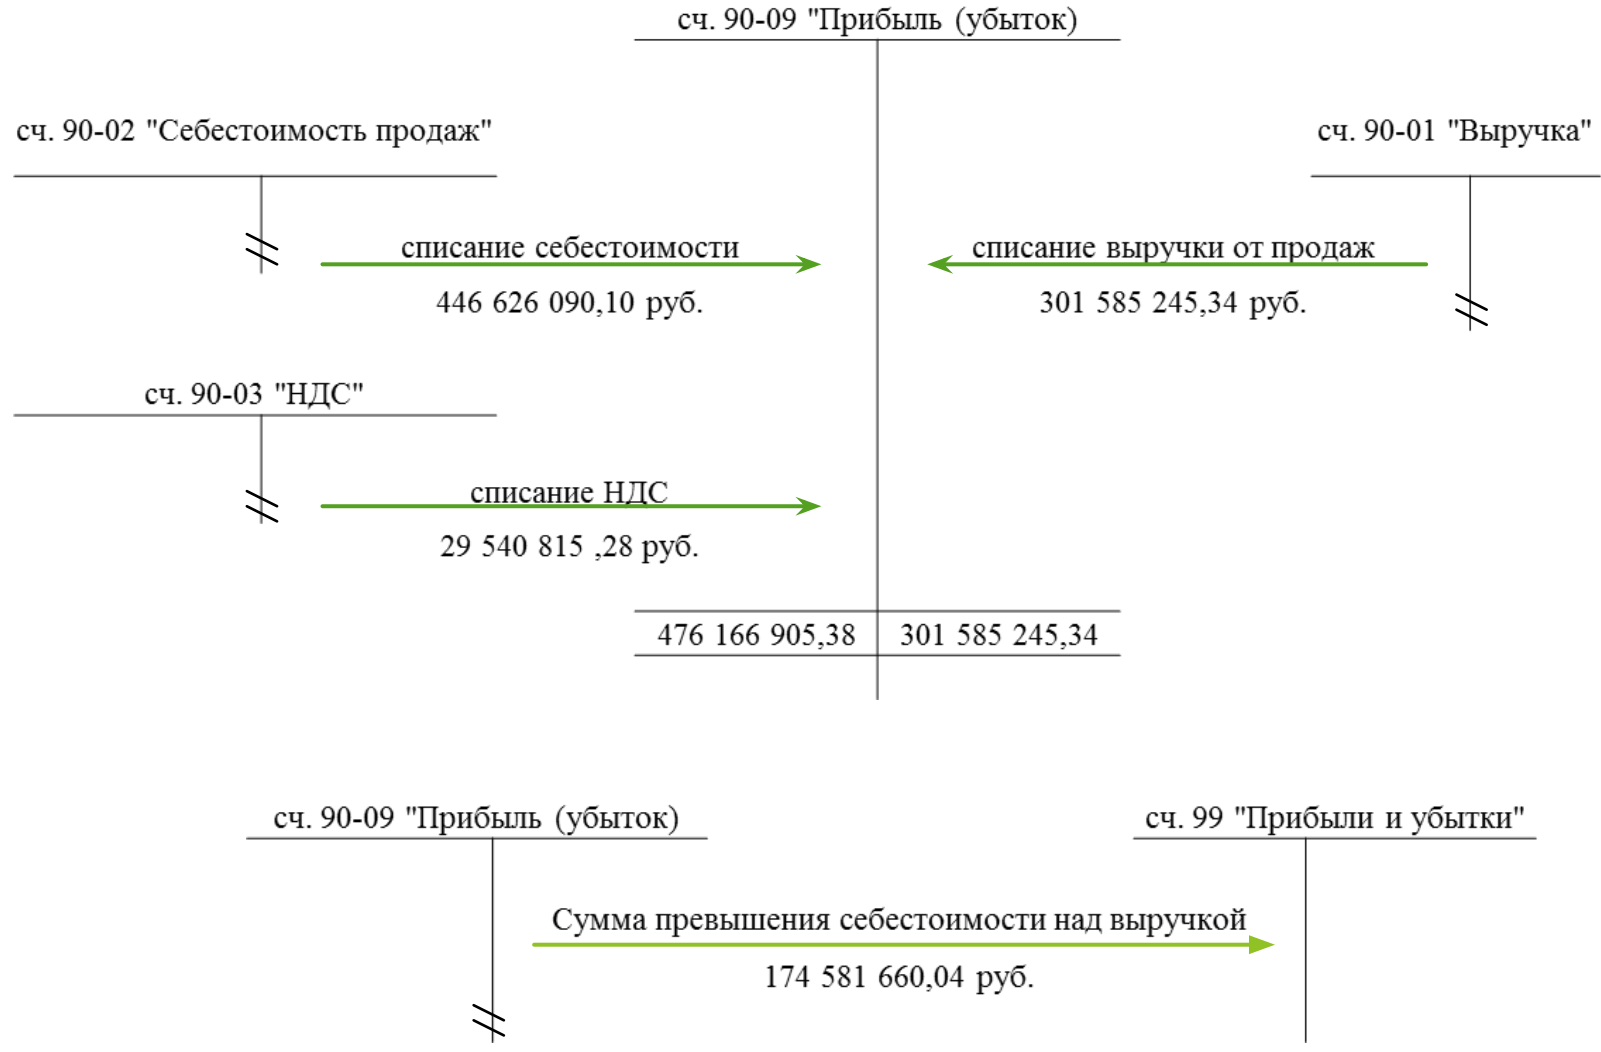 сч. 90-09 "Прибыль (убыток)
сч. 90-02 "Себестоимость продаж"
сч. 90-01 "Выручка"
списание себестоимости
списание выручки от продаж
446 626 090,10 руб.
301 585 245,34 руб.
сч. 90-03 "НДС"
списание НДС
29 540 815 ,28 руб.
476 166 905,38
301 585 245,34
сч. 90-09 "Прибыль (убыток)
сч. 99 "Прибыли и убытки"
Сумма превышения себестоимости над выручкой
174 581 660,04 руб.